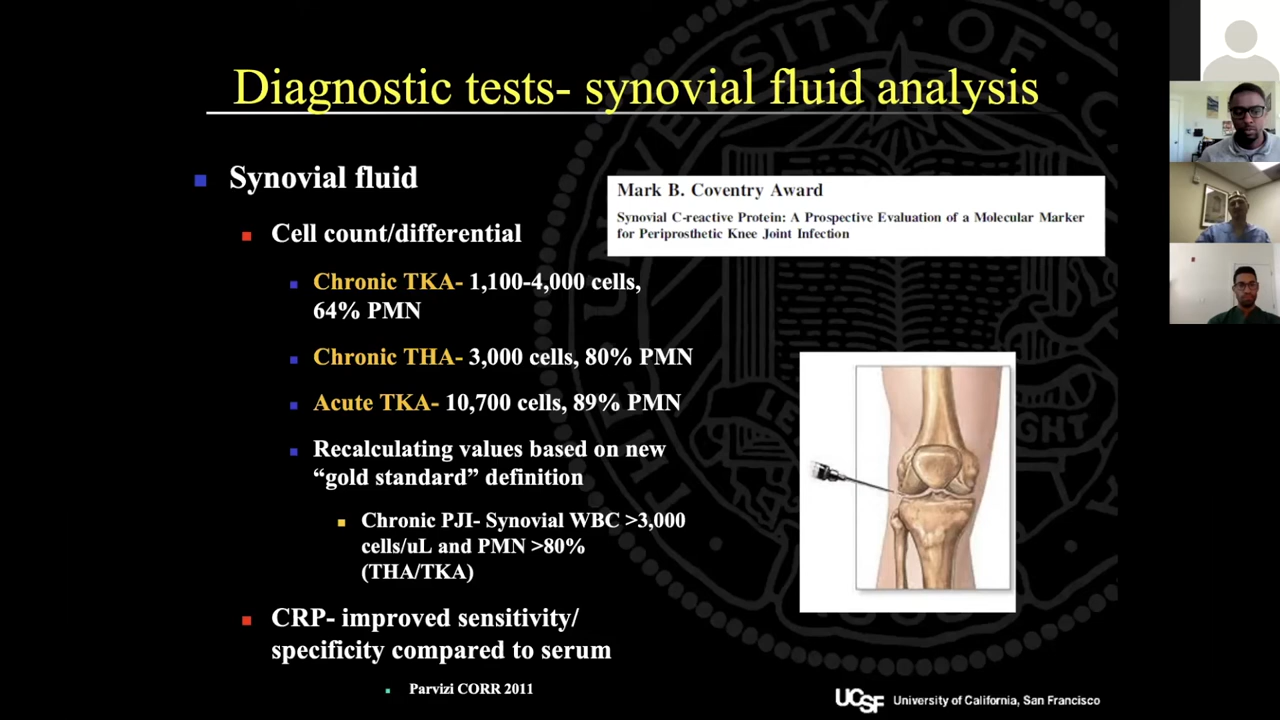 Diagnostic tests- synovial fluid analysis
Synovial fluid
Cell count/differential
Chronic TKA- 1,100-4,000 cells,
64% PMN
Chronic THA- 3,000 cells, 80% PMN
Acute TKA- 10,700 cells, 89% PMN
Recalculating values based on new
“gold standard” definition
Chronic PJI- Synovial WBC >3,000
cells/uL and PMN >80%
(THA/TKA)
CRP- improved sensitivity/
specificity compared to serum
Parvizi CORR 2011
Mark B. Coventry Award
Synovial C-reactive Protein: A Prospective Evaluation of a Molecular Marker
for Periprosthetic Knee Joint Infection
UCSF University of California, San Francisco